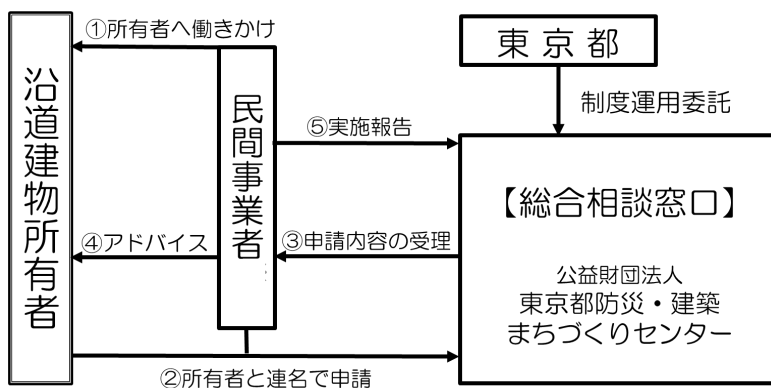 ①所有者へ働きかけ
東京都
制度運用委託
沿道建物所有者
民間事業者
⑤実施報告
【総合相談窓口】
④アドバイス
③申請内容の受理
公益財団法人
東京都防災・建築
まちづくりセンター
②所有者と連名で申請